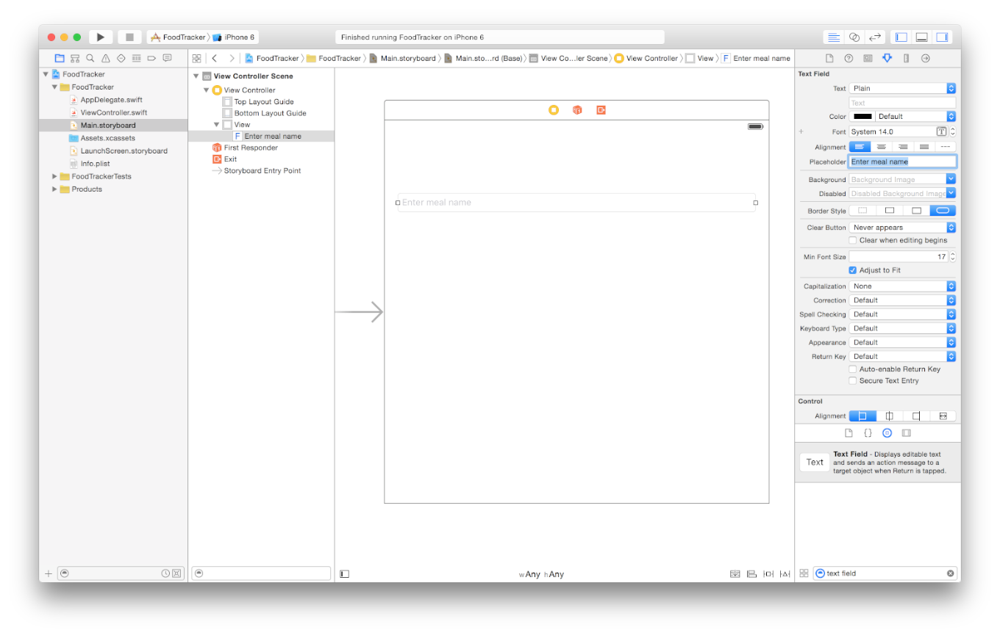 FoodTracker iPhone 6
Finished running FoodTracker on iPhone 6
FoodTracker FoodTracker Main.storyboard Main.sto...rd (Base) View Co...ler Scene View Controller View F Enter meal name
FoodTracker
FoodTracker
AppDelegate.swift
ViewController.swift
Main.storyboard
Assets.xcassets
LaunchScreen.storyboard
Info.plist
FoodTrackerTests
Products
View Controller Scene
View Controller
Top Layout Guide
Bottom Layout Guide
View
F Enter meal name
First Responder
Exit
Storyboard Entry Point
Enter meal name
wAny hAny
Text Field
Text Plain
Text
Color Default
+ Font System 14.0 T
Alignment
Placeholder Enter meal name
Background Background Image
Disabled Disabled Background Image
Border Style
Clear Button Never appears
Clear when editing begins
Min Font Size 17
Adjust to Fit
Capitalization None
Correction Default
Spell Checking Default
Keyboard Type Default
Appearance Default
Return Key Default
Auto-enable Return Key
Secure Text Entry
Control
Alignment
{}
Text
Text Field - Displays editable text
and sends an action message to a
target object when Return is tapped.
text field